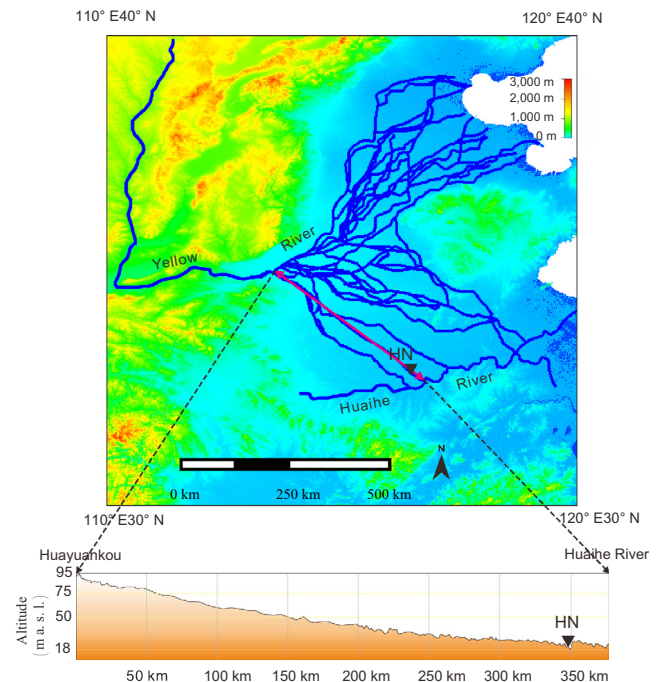 110° E40° N
120° E40° N
3,000 m
2,000 m
1,000 m
0 m
River
Yellow
HN
River
Huaihe
N
0 km
250 km
500 km
110° E30° N
120° E30° N
Huayuankou
Huaihe River
95
75
50
18
Altitude
( m a. s. l.)
HN
50 km
100 km
150 km
200 km
250 km
300 km
350 km